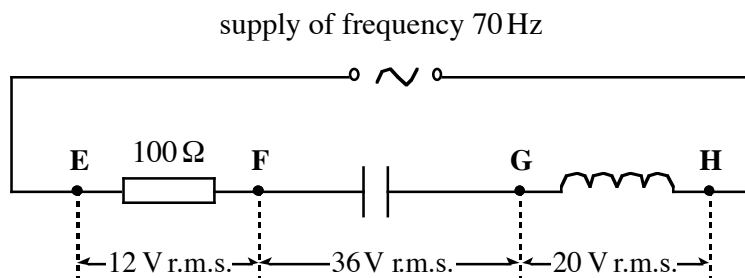 supply of frequency 70 Hz
E 100 Ω F G H
12 V r.m.s. 36 V r.m.s. 20 V r.m.s.